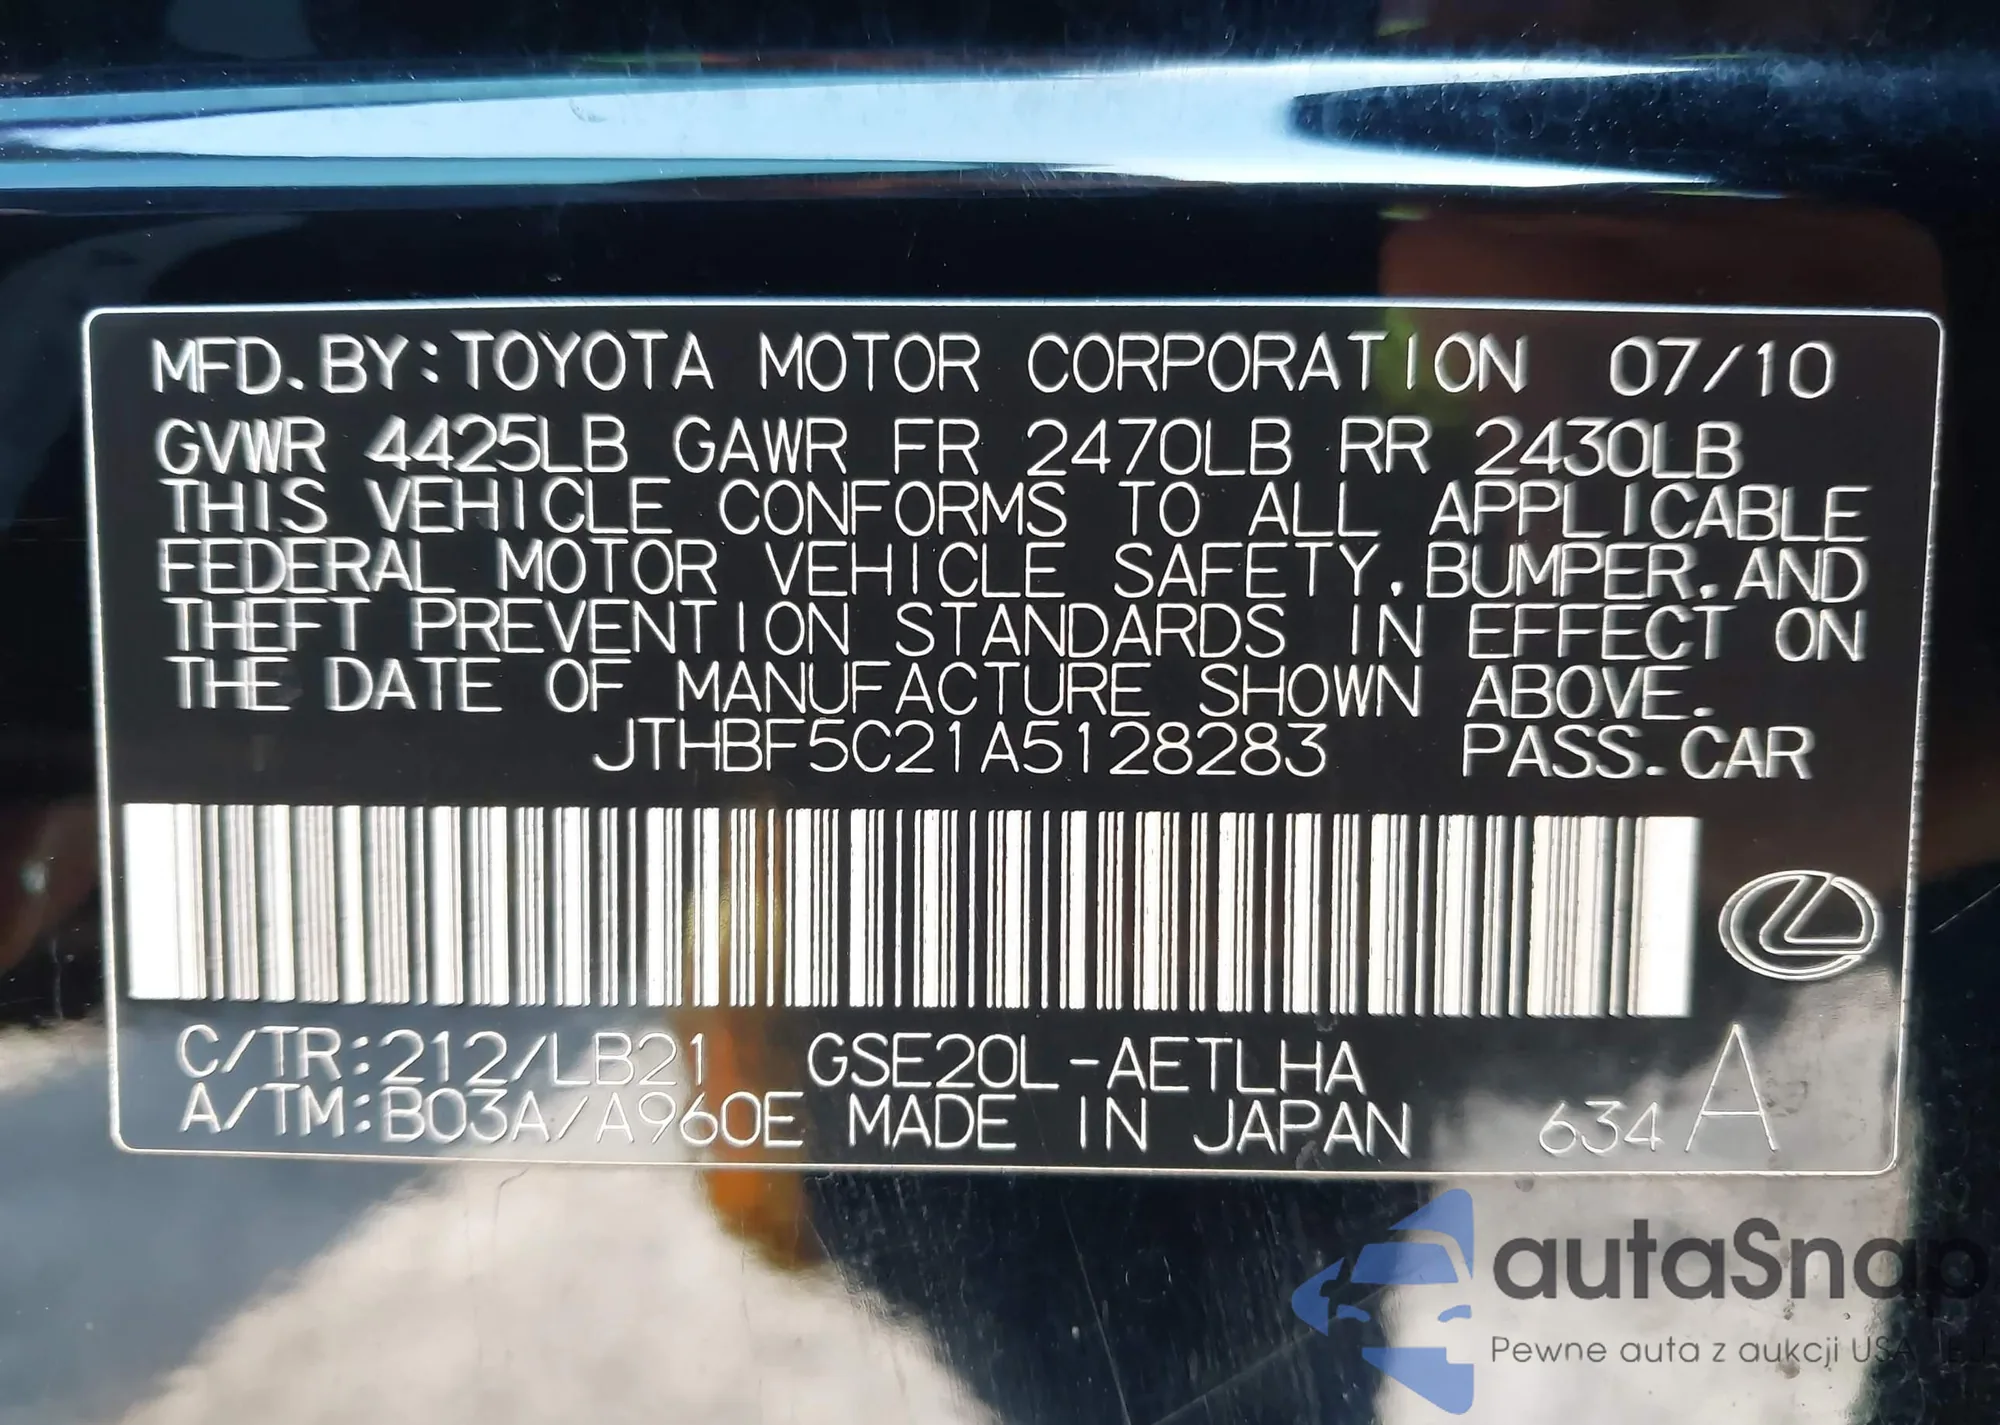 MFD.BY:TOYOTA MOTOR CORPORATION 07/10
GVWR 4425LB GAWR FR 2470LB RR 2430LB
THIS VEHICLE CONFORMS TO ALL APPLICABLE
FEDERAL MOTOR VEHICLE SAFETY,BUMPER,AND
THEFT PREVENTION STANDARDS IN EFFECT ON
THE DATE OF MANUFACTURE SHOWN ABOVE.
JTHBF5C21A5128283 PASS.CAR
C/TR:212/LB21 GSE20L-AETLHA
A/TM:B03A/A960E MADE IN JAPAN 634 A
autaSnap
Pewne auta z aukcji USA